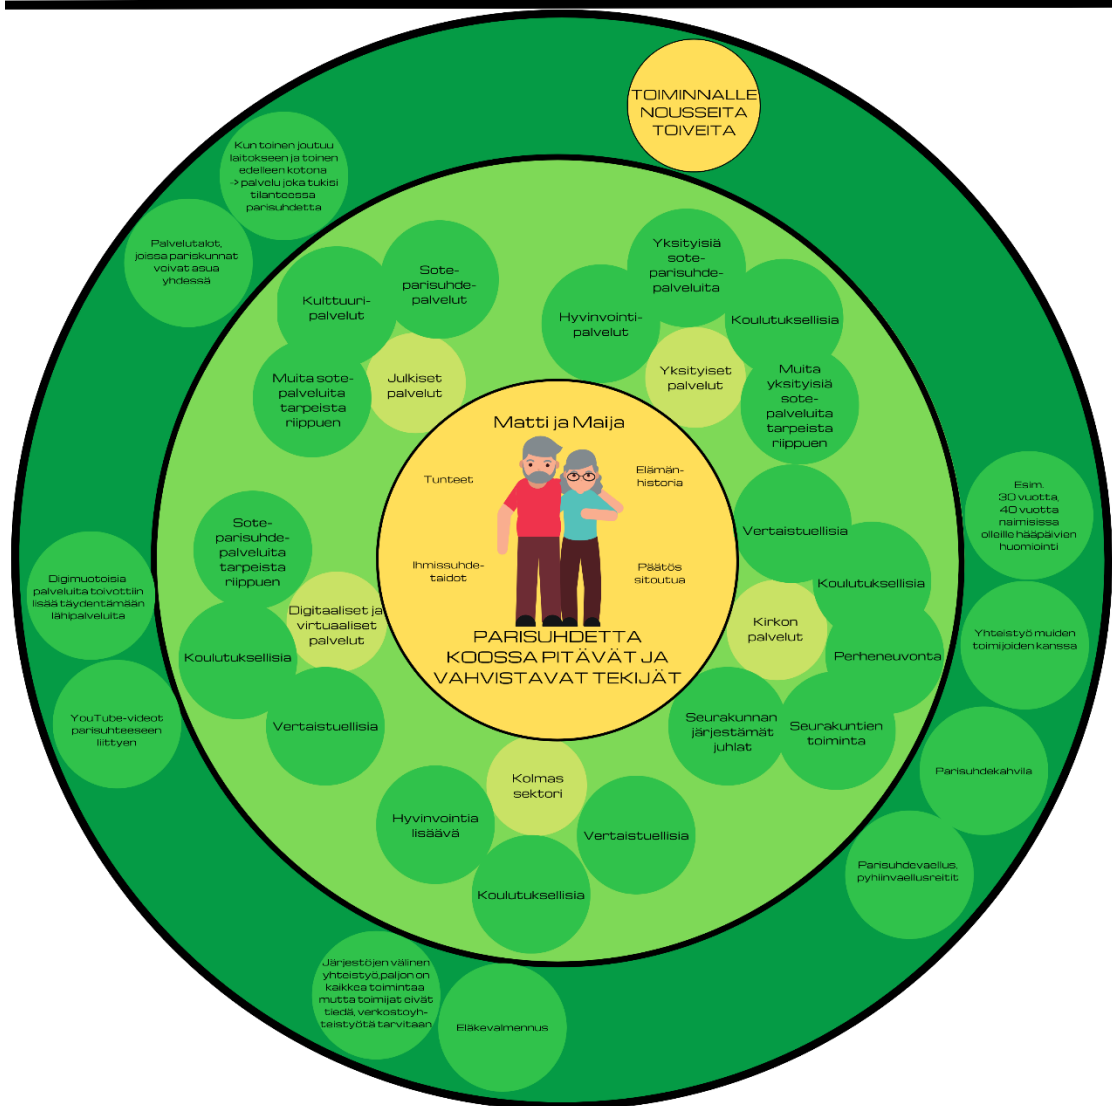 TOIMINNALLE
NOUSSEITA
TOIVEITA
Kun toinen joutuu
laitokseen ja toinen
edelleen kotona
-> palvelu joka tukisi
tilanteessa
parisuhdetta
Palvelutalot,
joissa pariskunnat
voivat asua
yhdessä
Sote-
parisuhde-
palvelut
Kulttuuri-
palvelut
Muita sote-
palveluita
tarpeista
riippuen
Julkiset
palvelut
Yksityisiä
sote-
parisuhde-
palveluita
Hyvinvointi-
palvelut
Koulutuksellisia
Yksityiset
palvelut
Muita
yksityisiä
sote-
palveluita
tarpeista
riippuen
Matti ja Maija
Tunteet
Elämän-
historia
Ihmissuhde-
taidot
Päätös
sitoutua
PARISUHDETTA
KOOSSA PITÄVÄT JA
VAHVISTAVAT TEKIJÄT
Sote-
parisuhde-
palveluita
tarpeista
riippuen
Digitaaliset ja
virtuaaliset
palvelut
Koulutuksellisia
Vertaistuellisia
Digimuotoisia
palveluita toivottiin
lisää täydentämään
lähipalveluita
YouTube-videot
parisuhteeseen
liittyen
Vertaistuellisia
Koulutuksellisia
Kirkon
palvelut
Perheneuvonta
Seurakunnan
järjestämät
juhlat
Seurakuntien
toiminta
Esim.
30 vuotta,
40 vuotta
naimisissa
olleille hääpäivien
huomiointi
Yhteistyö muiden
toimijoiden kanssa
Parisuhdekahvila
Parisuhdevaellus,
pyhiinvaellusreitit
Kolmas
sektori
Hyvinvointia
lisäävä
Vertaistuellisia
Koulutuksellisia
Järjestöjen välinen
yhteistyö,paljon on
kaikkea toimintaa
mutta toimijat eivät
tiedä, verkostoyh-
teistyötä tarvitaan
Eläkevalmennus